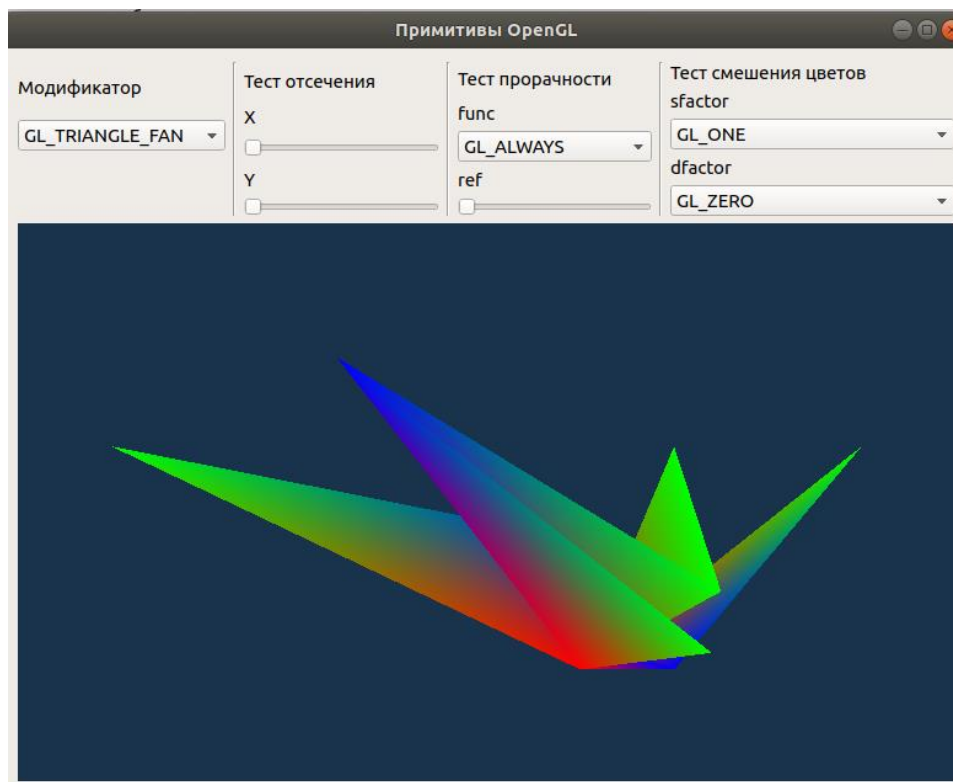 Примитивы OpenGL
Модификатор
GL_TRIANGLE_FAN
Тест отсечения
X
Y
Тест прорачности
func
GL_ALWAYS
ref
Тест смешения цветов
sfactor
GL_ONE
dfactor
GL_ZERO